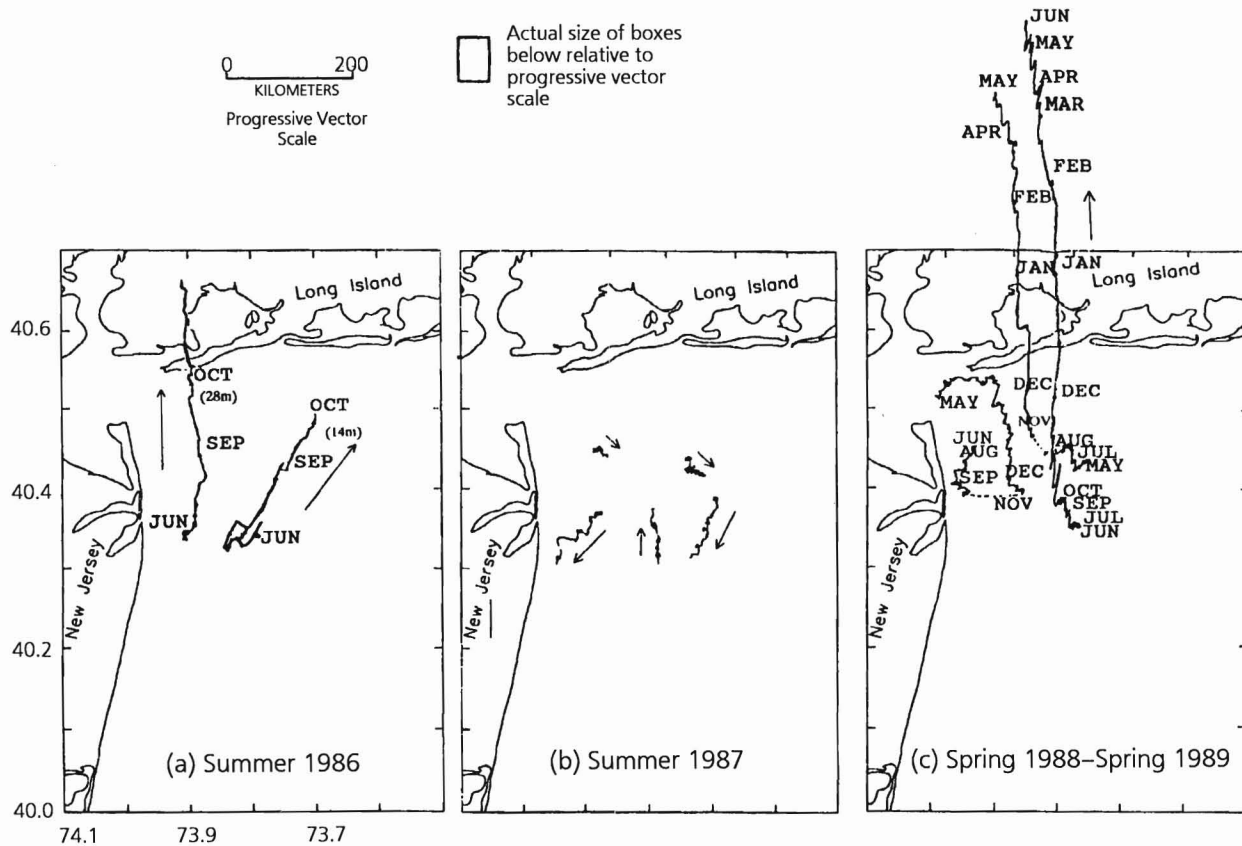 0 200
KILOMETERS
Progressive Vector
Scale
Actual size of boxes
below relative to
progressive vector
scale
Long Island
New Jersey
OCT
(28m)
OCT
(14m)
SEP
SEP
JUN
JUN
(a) Summer 1986
40.6
40.4
40.2
40.0
74.1 73.9 73.7
Long Island
New Jersey
(b) Summer 1987
JUN
MAY
MAY
APR
MAR
APR
FEB
FEB
JAN
JAN
Long Island
DEC
DEC
MAY
NOV
JUN
AUG
AUG
JUL
MAY
SEP
DEC
NOV
OCT
SEP
JUL
JUN
New Jersey
(c) Spring 1988–Spring 1989